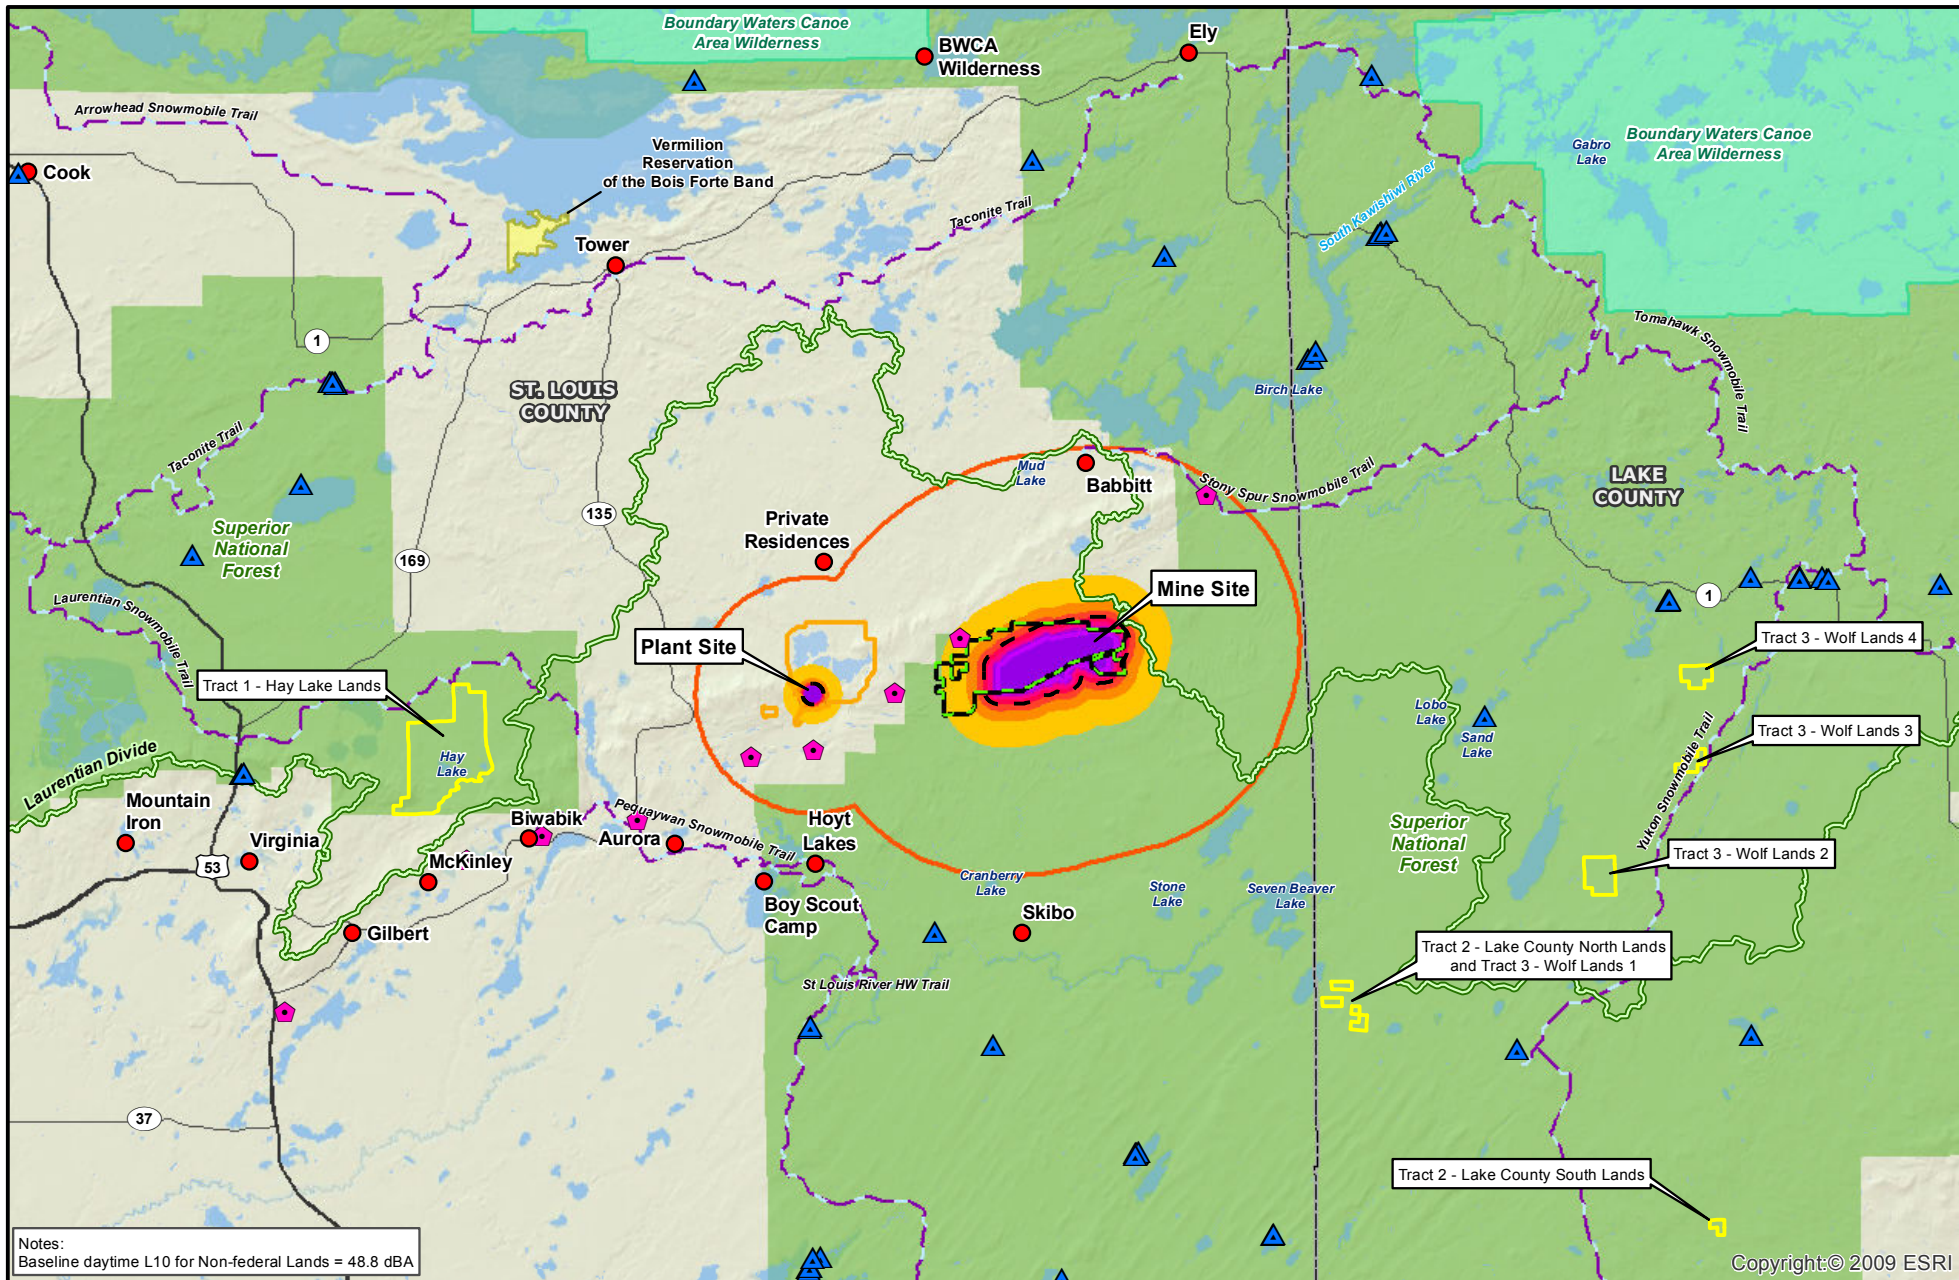 Boundary Waters Canoe
Area Wilderness
BWCA
Wilderness
Ely
Arrowhead Snowmobile Trail
Cook
Vermilion
Reservation
of the Bois Forte Band
Tower
Taconite Trail
South Kawishiwi River
Gabro
Lake
Boundary Waters Canoe
Area Wilderness
1
ST. LOUIS
COUNTY
Birch Lake
Tomahawk Snowmobile Trail
Taconite Trail
Superior
National
Forest
169
135
Mud
Lake
Babbitt
Stony Spur Snowmobile Trail
LAKE
COUNTY
Private
Residences
Laurentian Snowmobile Trail
Mine Site
Plant Site
1
Tract 3 - Wolf Lands 4
Tract 1 - Hay Lake Lands
Hay
Lake
Laurentian Divide
Lobo
Lake
Sand
Lake
Tract 3 - Wolf Lands 3
Yukon Snowmobile Trail
Mountain
Iron
Virginia
53
McKinley
Biwabik
Aurora
Pequaywan Snowmobile Trail
Hoyt
Lakes
Superior
National
Forest
Tract 3 - Wolf Lands 2
Gilbert
Boy Scout
Camp
Cranberry
Lake
Skibo
Stone
Lake
Seven Beaver
Lake
Tract 2 - Lake County North Lands
and Tract 3 - Wolf Lands 1
St Louis River HW Trail
37
Tract 2 - Lake County South Lands
Notes:
Baseline daytime L10 for Non-federal Lands = 48.8 dBA
Copyright:© 2009 ESRI